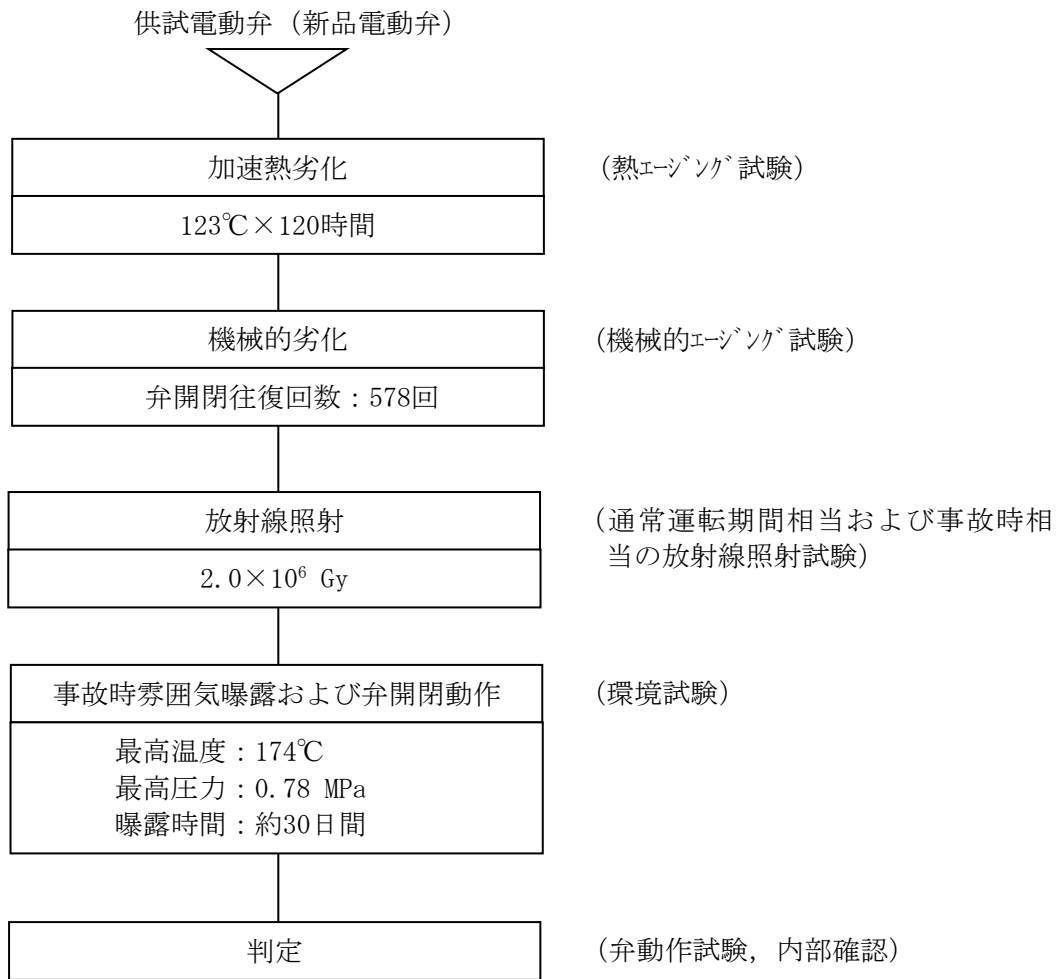 供試電動弁（新品電動弁）
加速熱劣化
（熱ｴｰｼﾞﾝｸﾞ試験）
123℃×120時間
機械的劣化
（機械的ｴｰｼﾞﾝｸﾞ試験）
弁開閉往復回数：578回
放射線照射
（通常運転期間相当および事故時相
当の放射線照射試験）
2.0×10⁶ Gy
事故時雰囲気曝露および弁開閉動作
（環境試験）
最高温度：174℃
最高圧力：0.78 MPa
曝露時間：約30日間
判定
（弁動作試験，内部確認）